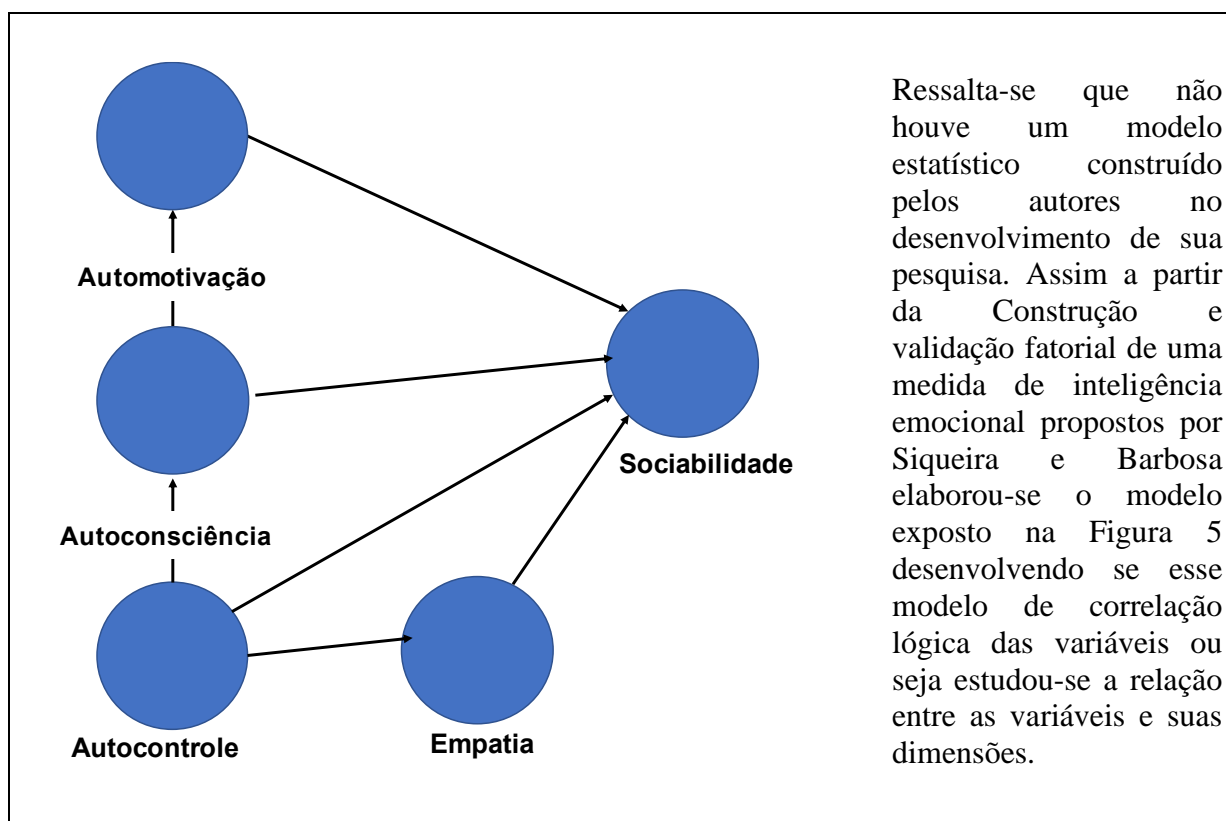 Automotivação
Autoconsciência
Autocontrole
Empatia
Sociabilidade
Ressalta-se que não
houve um modelo
estatístico construído
pelos autores no
desenvolvimento de sua
pesquisa. Assim a partir
da Construção e
validação fatorial de uma
medida de inteligência
emocional propostos por
Siqueira e Barbosa
elaborou-se o modelo
exposto na Figura 5
desenvolvendo se esse
modelo de correlação
lógica das variáveis ou
seja estudou-se a relação
entre as variáveis e suas
dimensões.